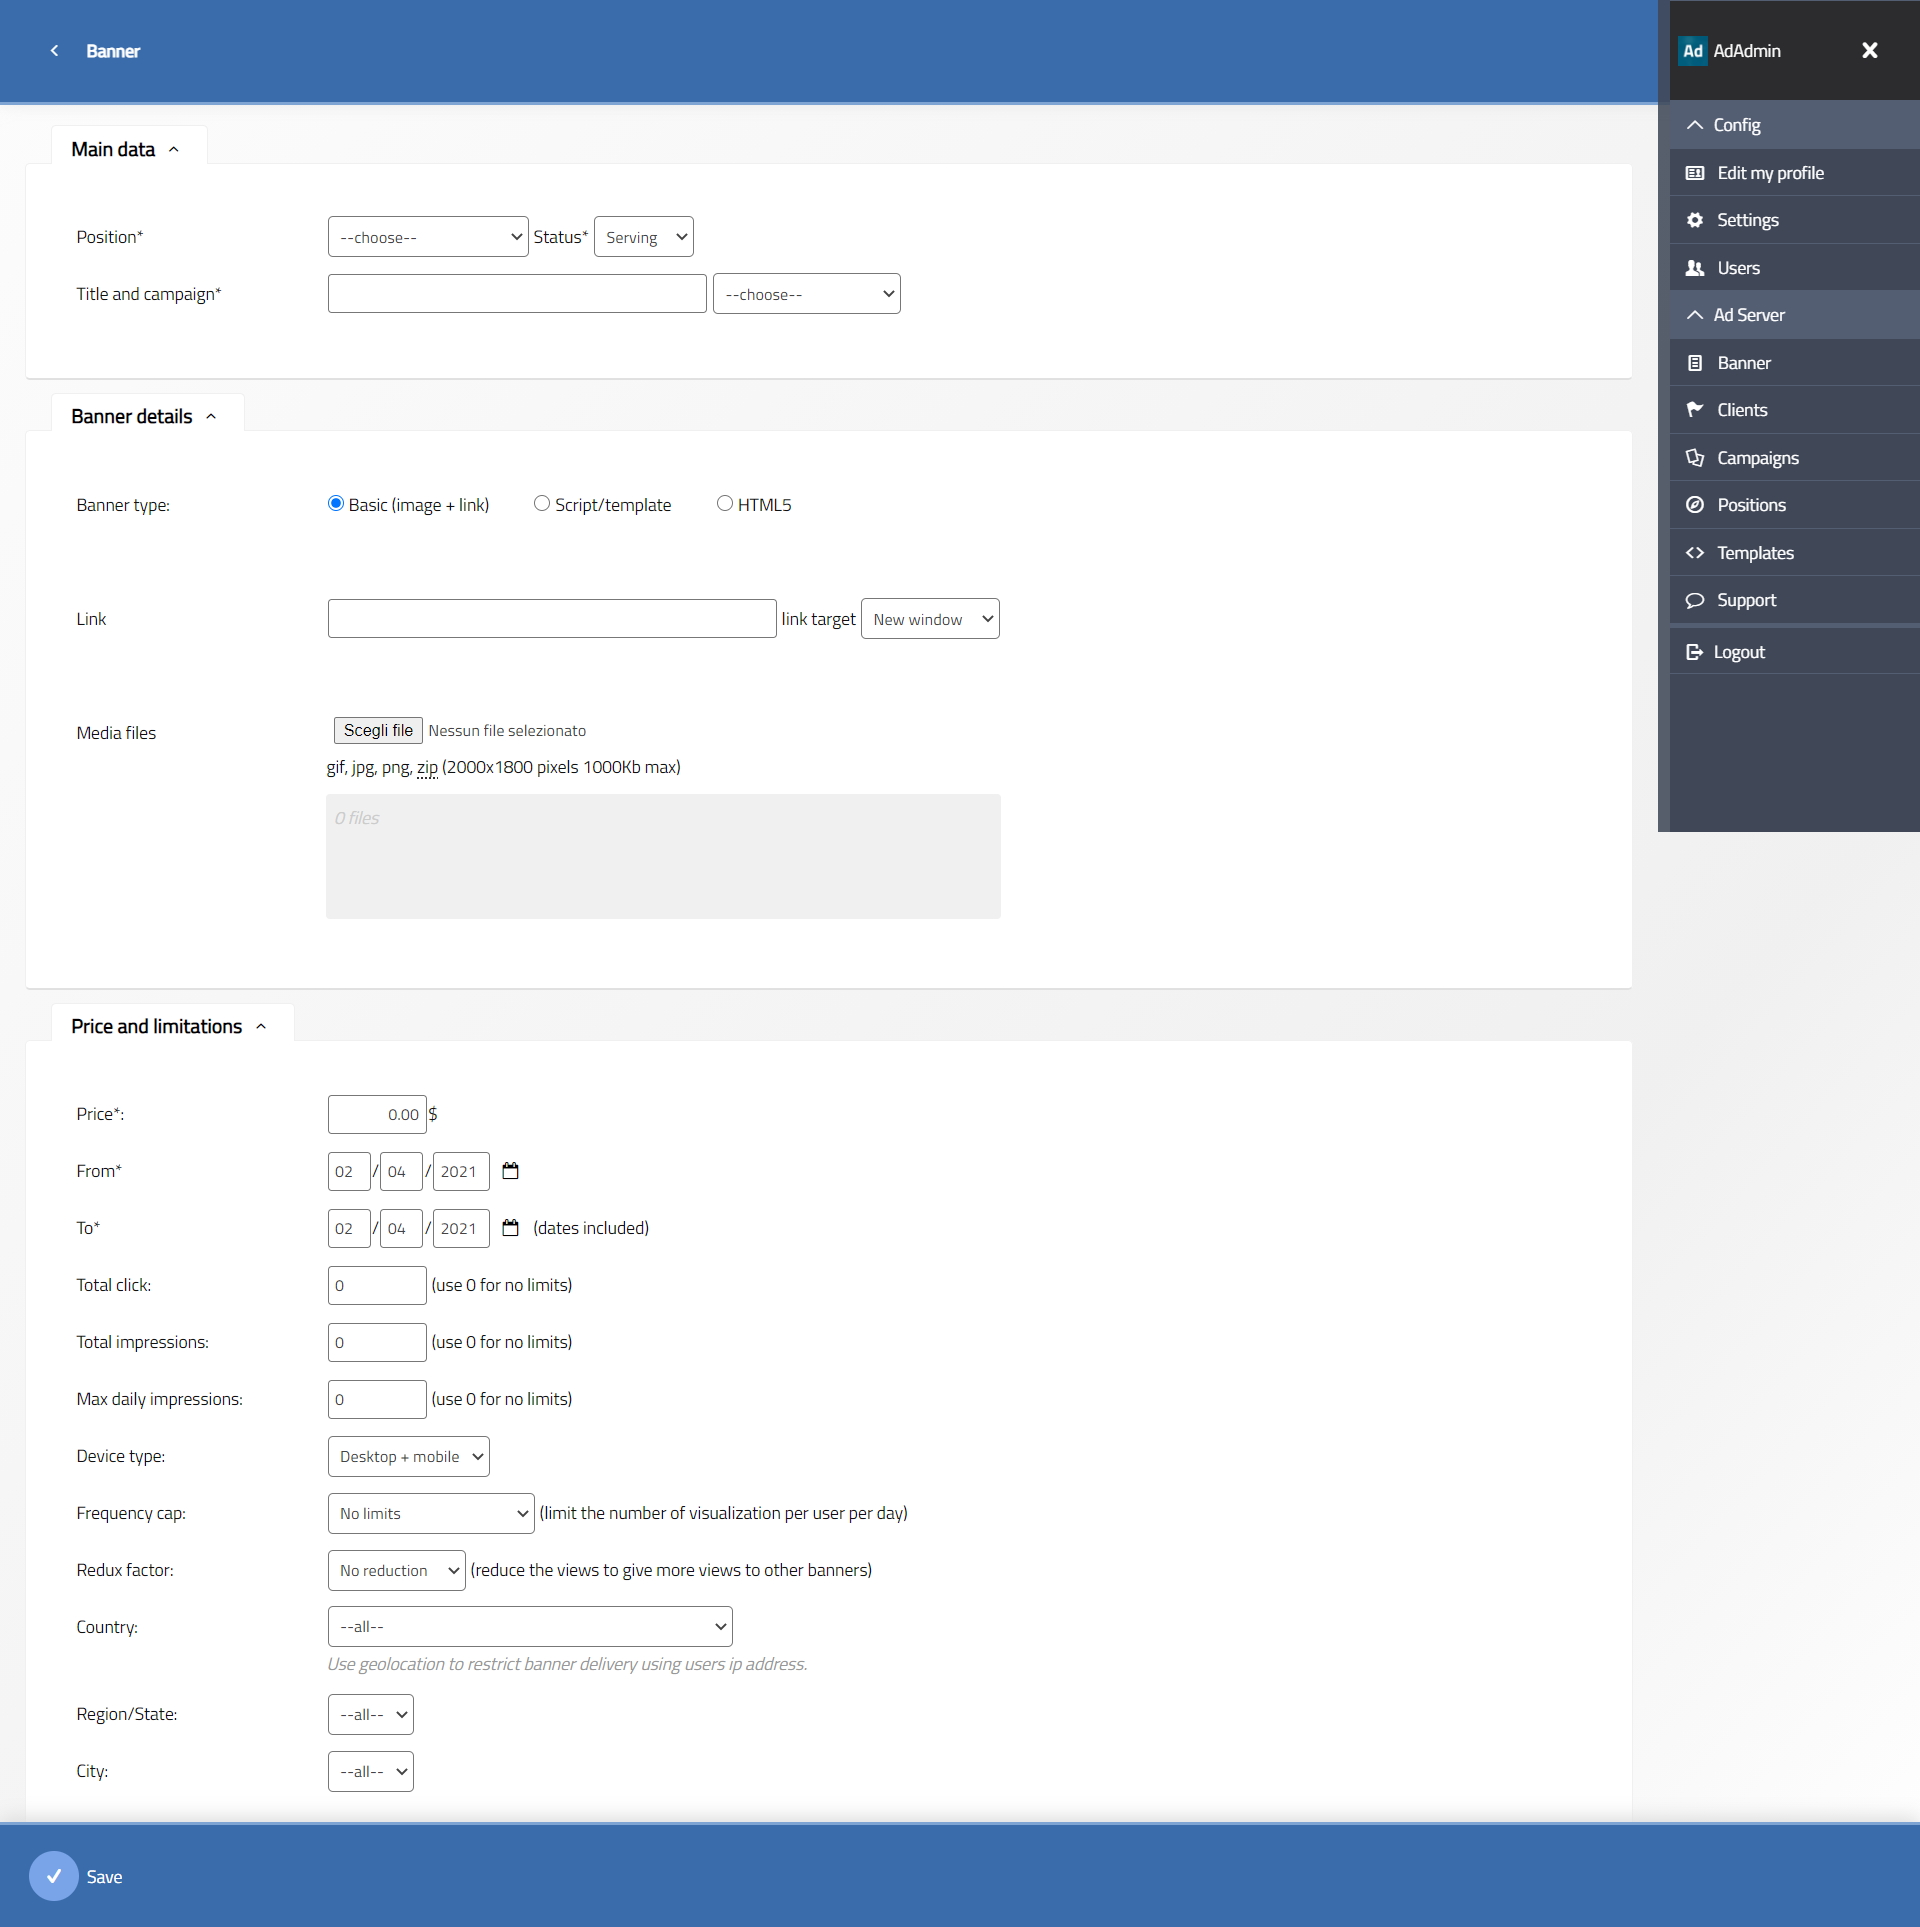 Banner
Main data
Position* --choose-- Status* Serving
Title and campaign* --choose--
Banner details
Banner type: Basic (image + link) Script/template HTML5
Link link target New window
Media files Scegli file Nessun file selezionato
gif, jpg, png, zip (2000x1800 pixels 1000Kb max)
0 files
Price and limitations
Price*: 0.00 $
From* 02 / 04 / 2021
To* 02 / 04 / 2021 (dates included)
Total click: 0 (use 0 for no limits)
Total impressions: 0 (use 0 for no limits)
Max daily impressions: 0 (use 0 for no limits)
Device type: Desktop + mobile
Frequency cap: No limits (limit the number of visualization per user per day)
Redux factor: No reduction (reduce the views to give more views to other banners)
Country: --all--
Use geolocation to restrict banner delivery using users ip address.
Region/State: --all--
City: --all--
Save
Ad AdAdmin
Config
Edit my profile
Settings
Users
Ad Server
Banner
Clients
Campaigns
Positions
Templates
Support
Logout